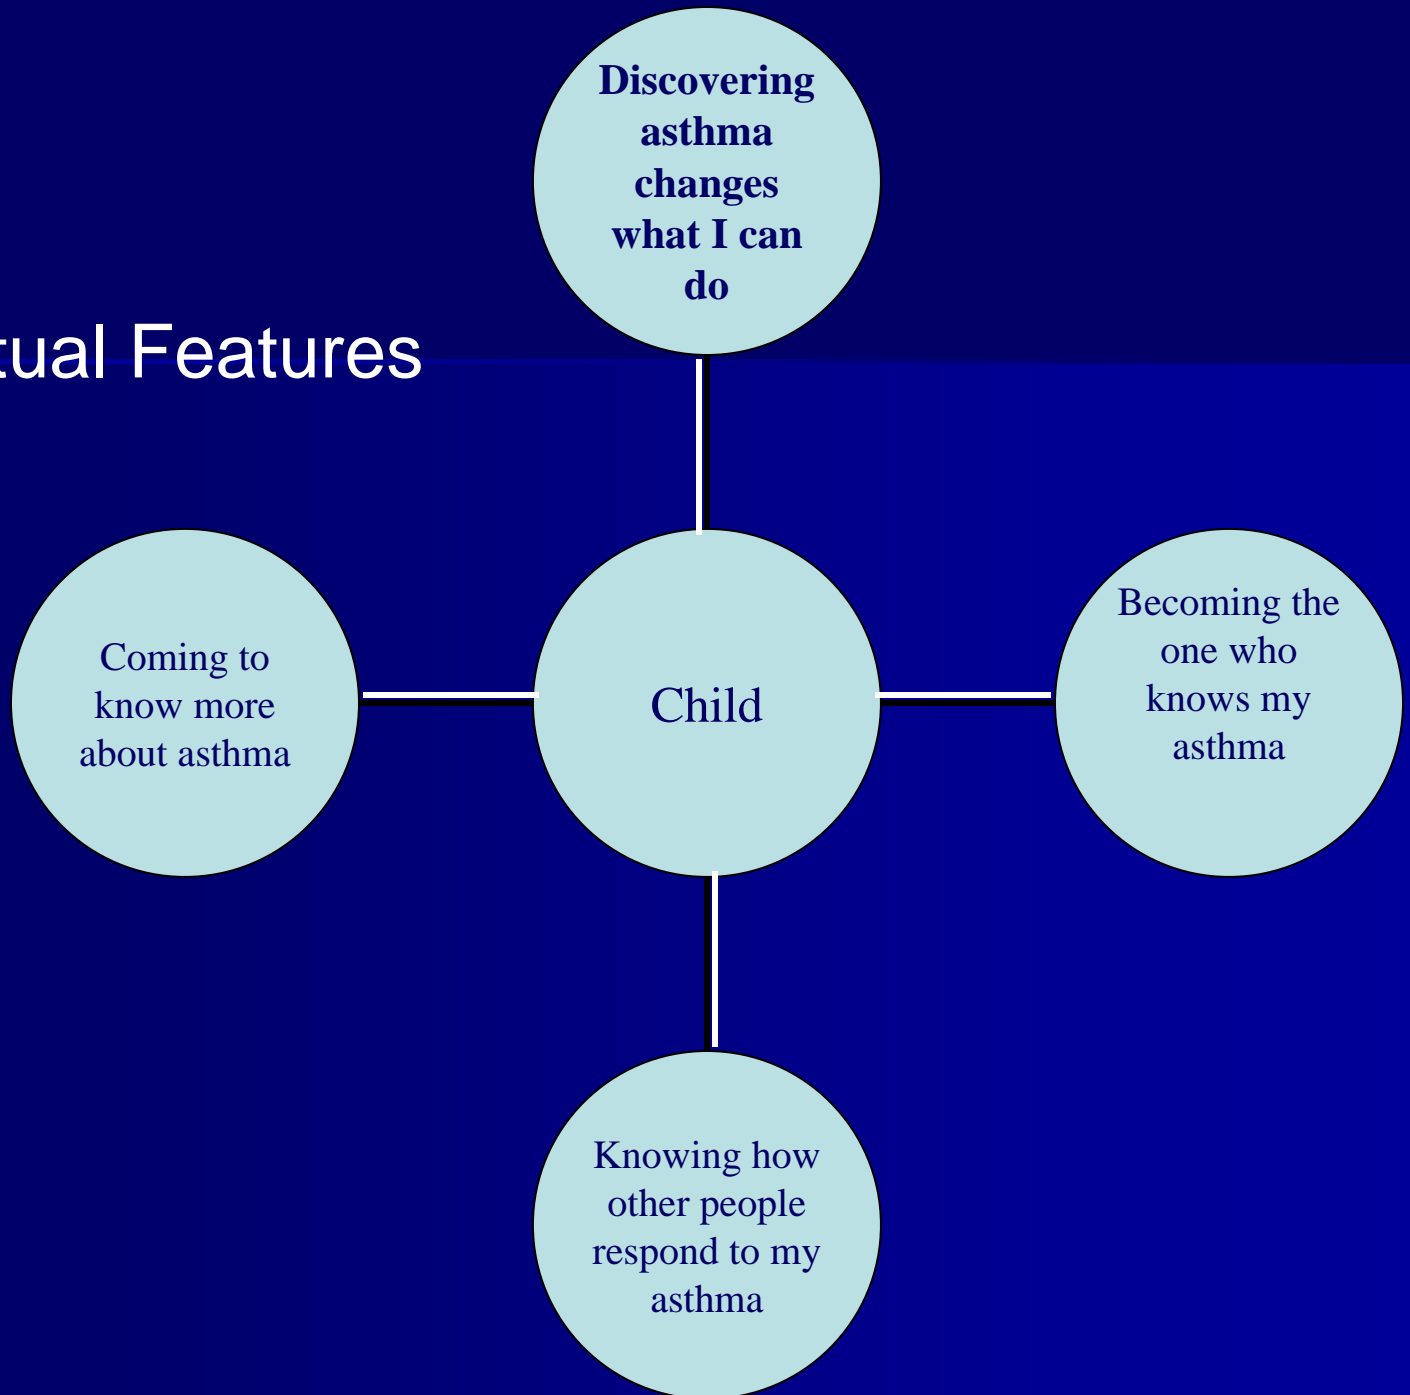 Discovering
asthma
changes
what I can
do
tual Features
Coming to
know more
about asthma
Child
Becoming the
one who
knows my
asthma
Knowing how
other people
respond to my
asthma